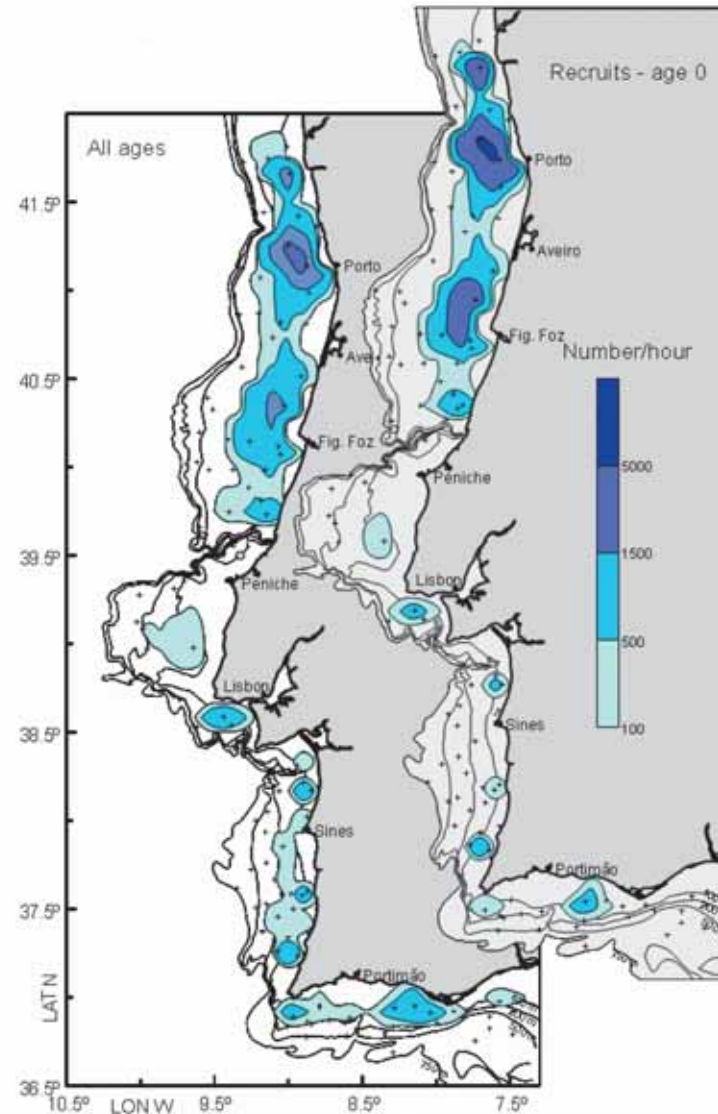 Recruits - age 0
All ages
Porto
41.5º
Aveiro
Porto
Fig. Foz
Number/hour
Ave
40.5º
5000
Fig. Foz
Peniche
1500
39.5º
Lisbon
Peniche
500
Lisbon
100
38.5º
Sines
Sines
Portimão
37.5º
Portimão
LAT N
36.5º
10.5º
LON W
9.5º
8.5º
7.5º